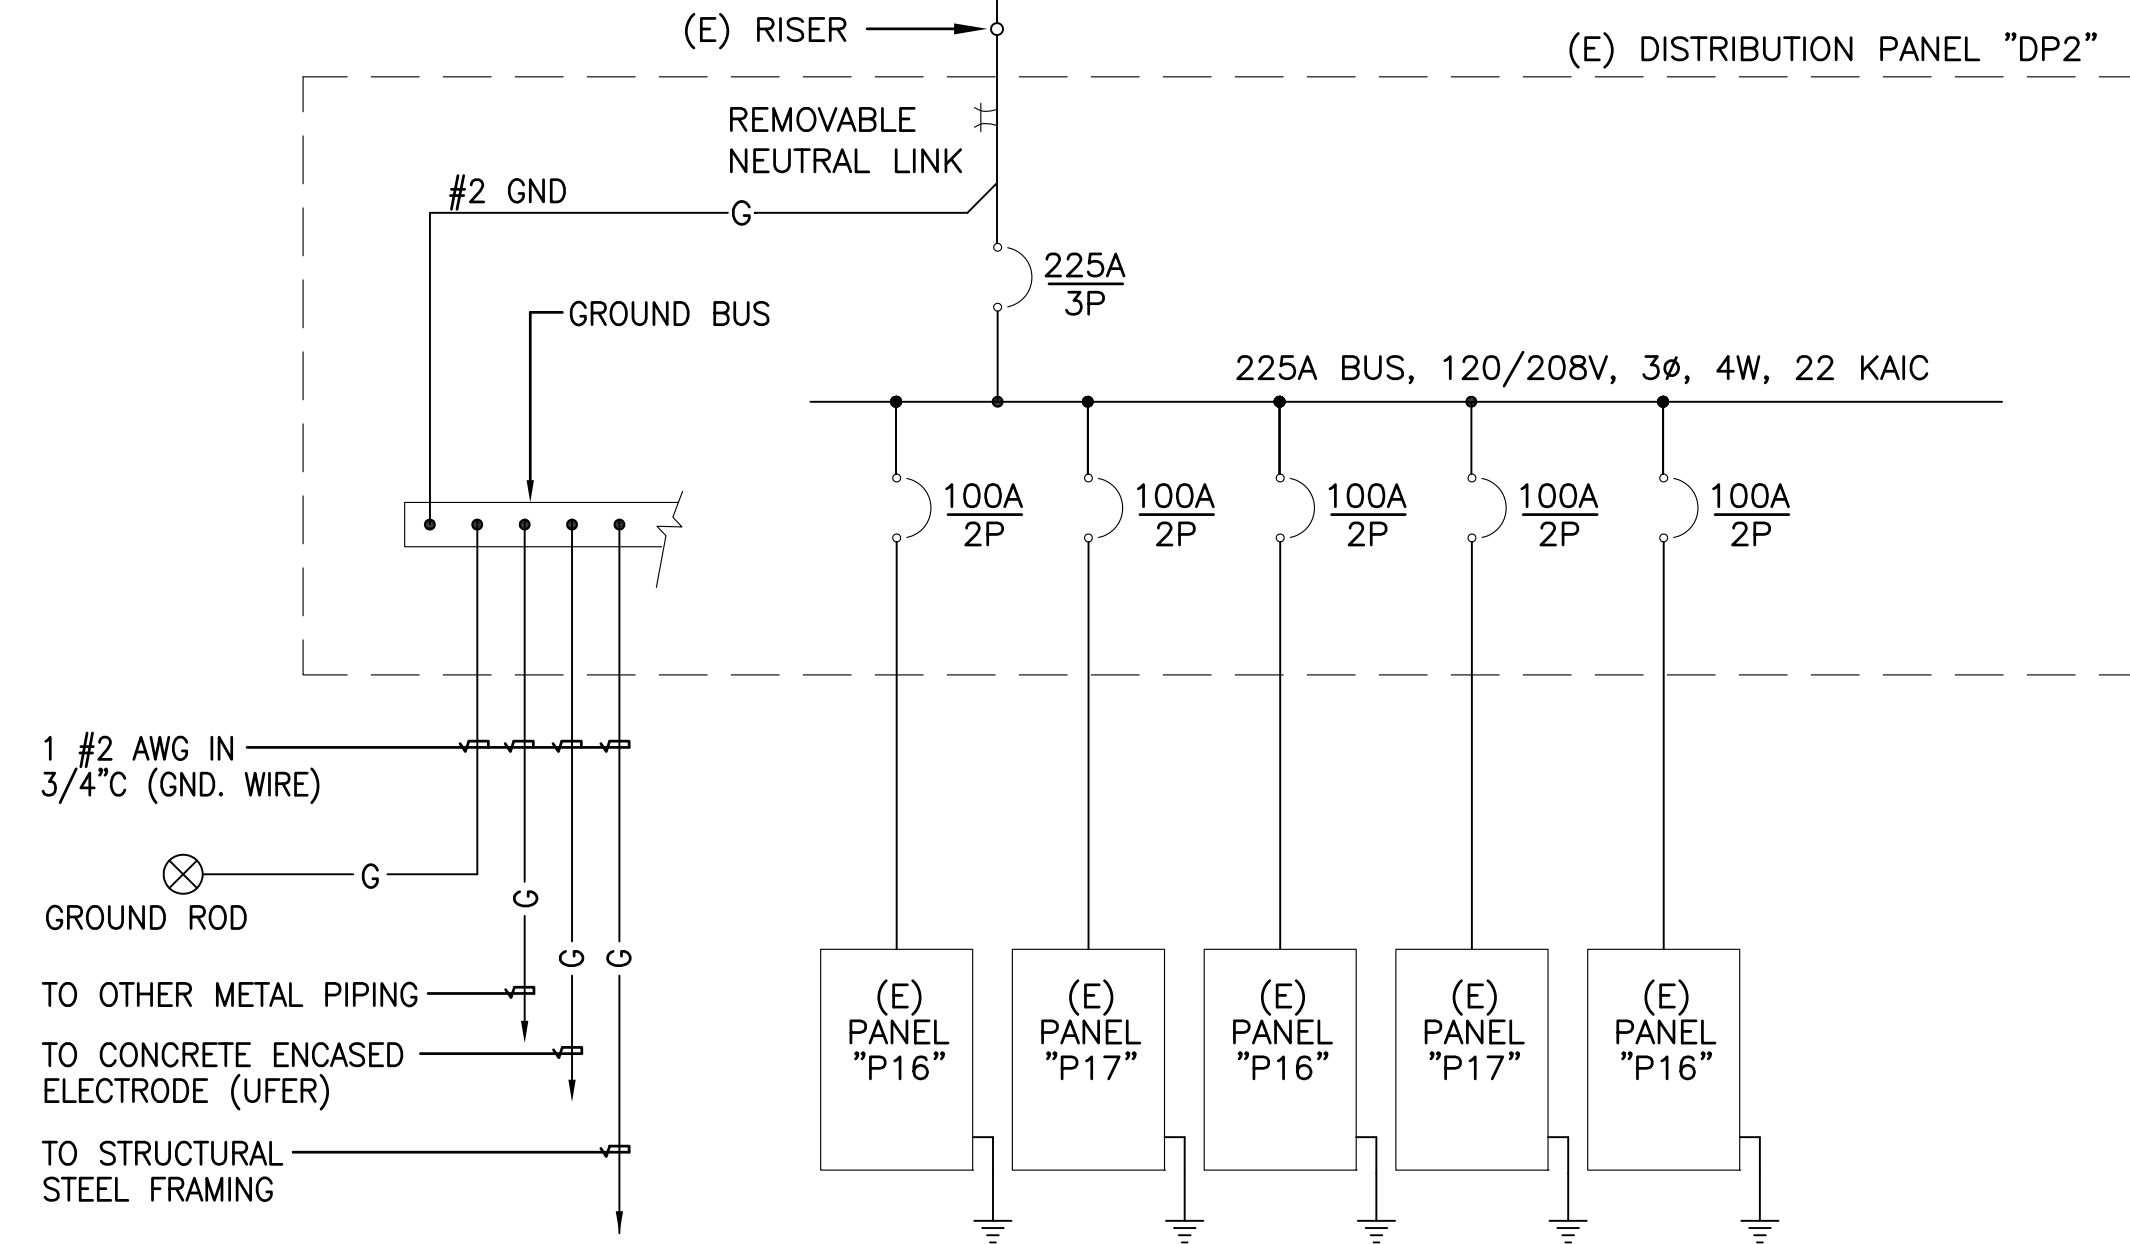 (E) RISER
(E) DISTRIBUTION PANEL "DP2"
REMOVABLE
NEUTRAL LINK
#2 GND
G
225A
3P
GROUND BUS
225A BUS, 120/208V, 3ø, 4W, 22 KAIC
100A
2P
100A
2P
100A
2P
100A
2P
100A
2P
1 #2 AWG IN
3/4"C (GND. WIRE)
G
GROUND ROD
G
G
G
TO OTHER METAL PIPING
TO CONCRETE ENCASED
ELECTRODE (UFER)
TO STRUCTURAL
STEEL FRAMING
(E)
PANEL
"P16"
(E)
PANEL
"P17"
(E)
PANEL
"P16"
(E)
PANEL
"P17"
(E)
PANEL
"P16"